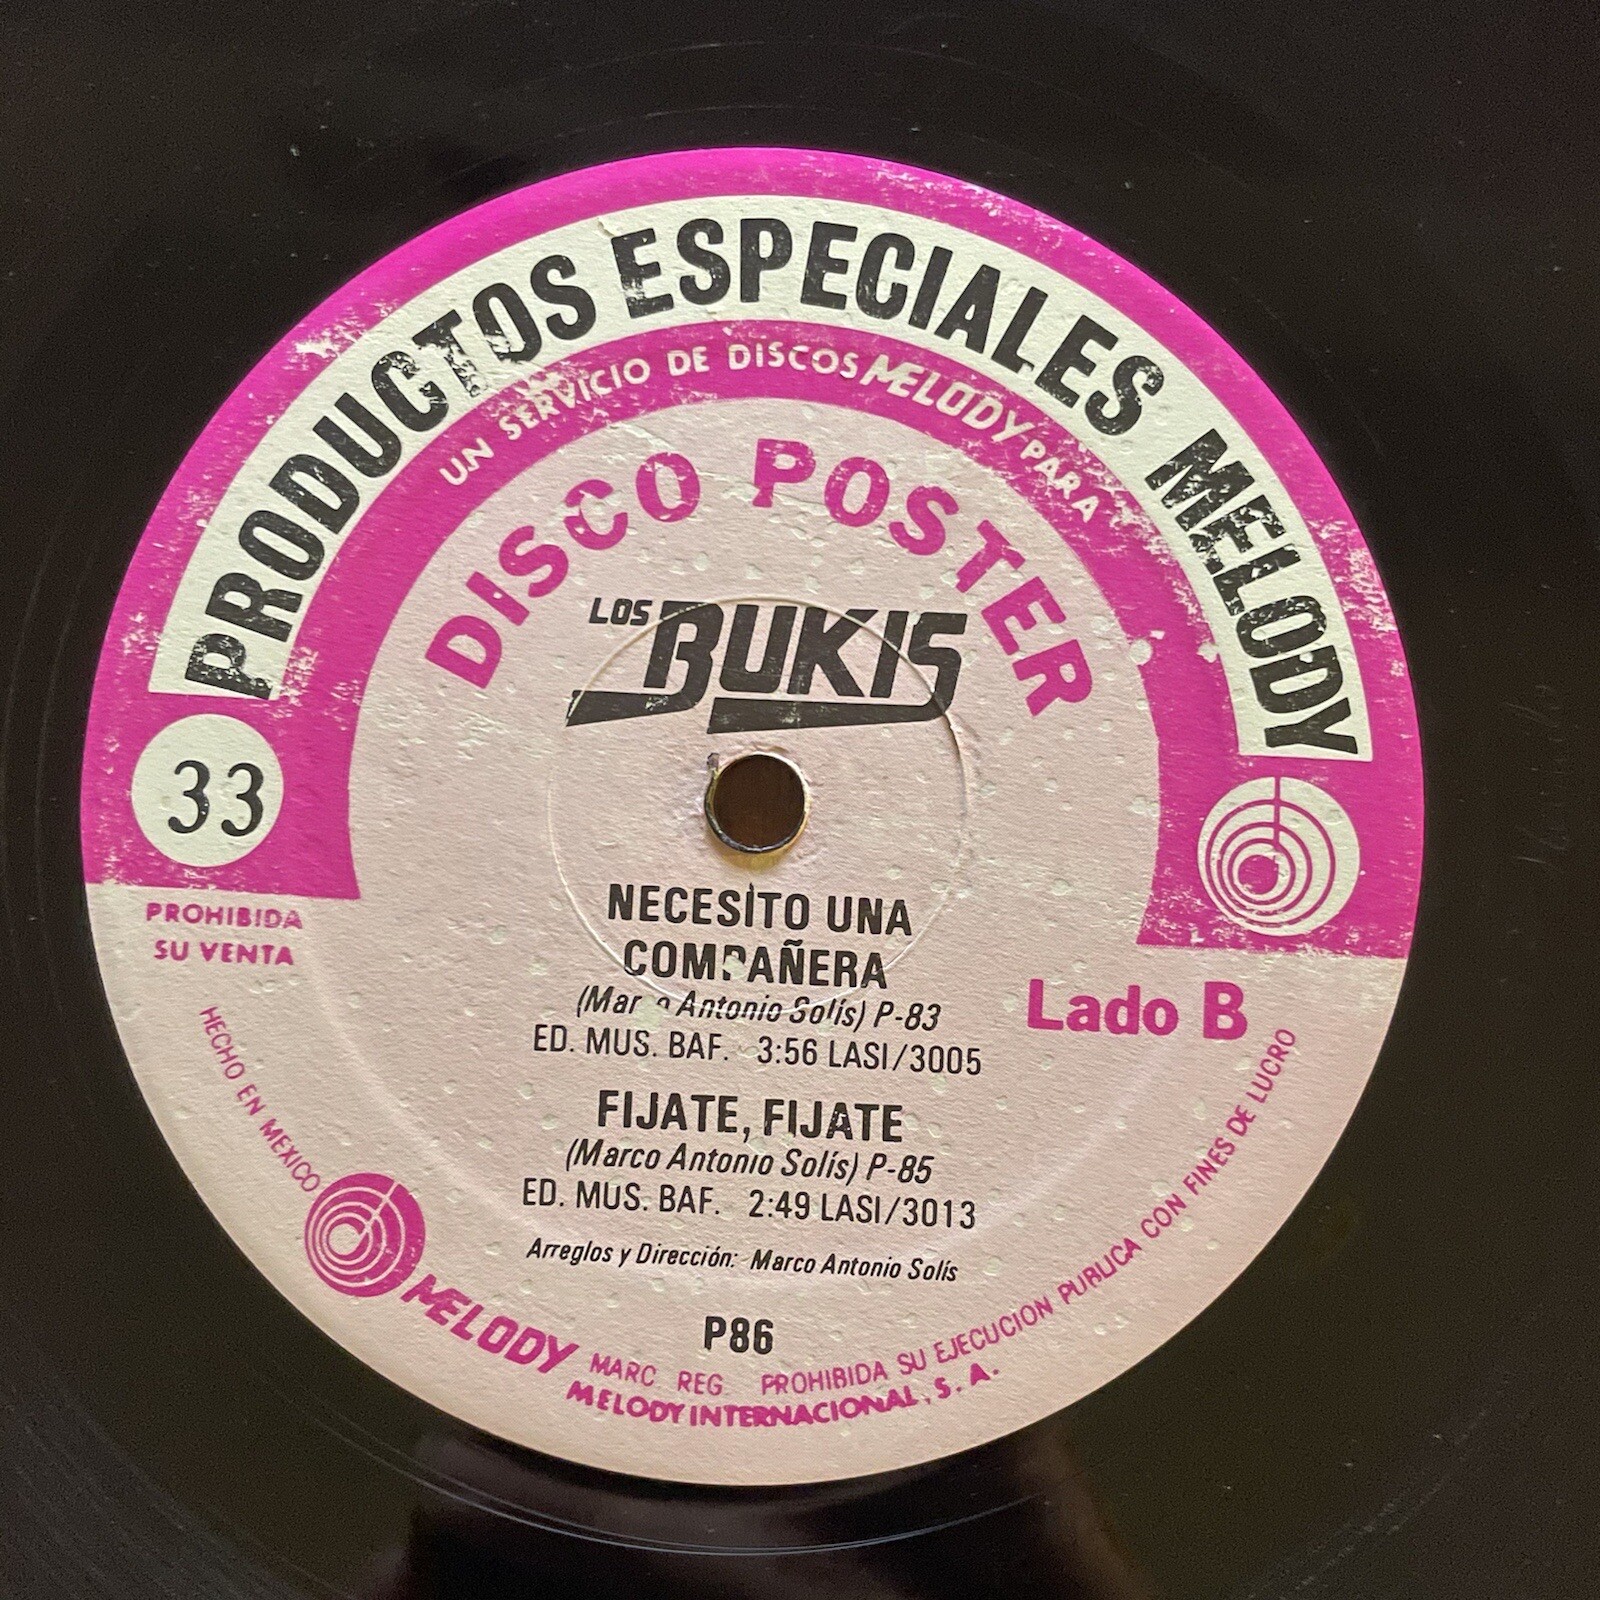 PRODUCTOS ESPECIALES MELODY
UN SERVICIO DE DISCOS MELODY PARA
DISCO POSTER
LOS BUKIS
33
PROHIBIDA
SU VENTA
NECESITO UNA
COMPAÑERA
(Marco Antonio Solís) P-83
ED. MUS. BAF. 3:56 LASI/3005
Lado B
FIJATE, FIJATE
(Marco Antonio Solís) P-85
ED. MUS. BAF. 2:49 LASI/3013
Arreglos y Dirección: Marco Antonio Solís
P86
HECHO EN MEXICO
MELODY MARC. REG. PROHIBIDA SU EJECUCION PUBLICA CON FINES DE LUCRO
MELODY INTERNACIONAL, S. A.